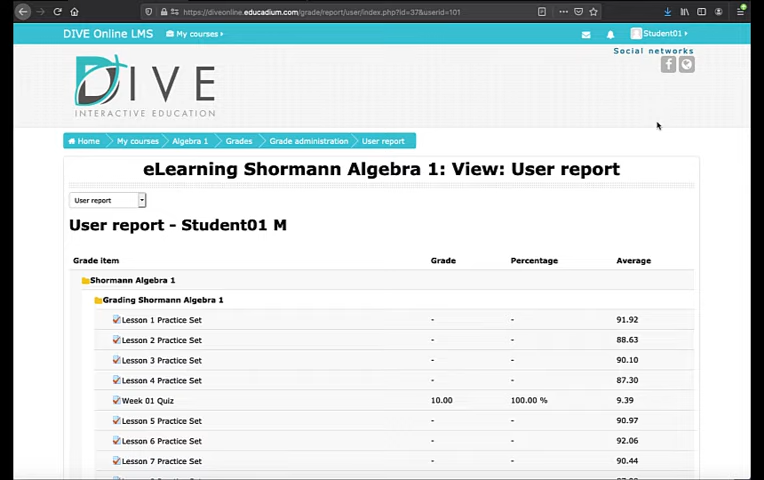 https://diveonline.educadium.com/grade/report/user/index.php?id=37&userid=101
DIVE Online LMS My courses Student01
Social networks
DIVE
INTERACTIVE EDUCATION
Home My courses Algebra 1 Grades Grade administration User report
eLearning Shormann Algebra 1: View: User report
User report
User report - Student01 M
Grade item Grade Percentage Average
Shormann Algebra 1
Grading Shormann Algebra 1
Lesson 1 Practice Set - - 91.92
Lesson 2 Practice Set - - 88.63
Lesson 3 Practice Set - - 90.10
Lesson 4 Practice Set - - 87.30
Week 01 Quiz 10.00 100.00 % 9.39
Lesson 5 Practice Set - - 90.97
Lesson 6 Practice Set - - 92.06
Lesson 7 Practice Set - - 90.44